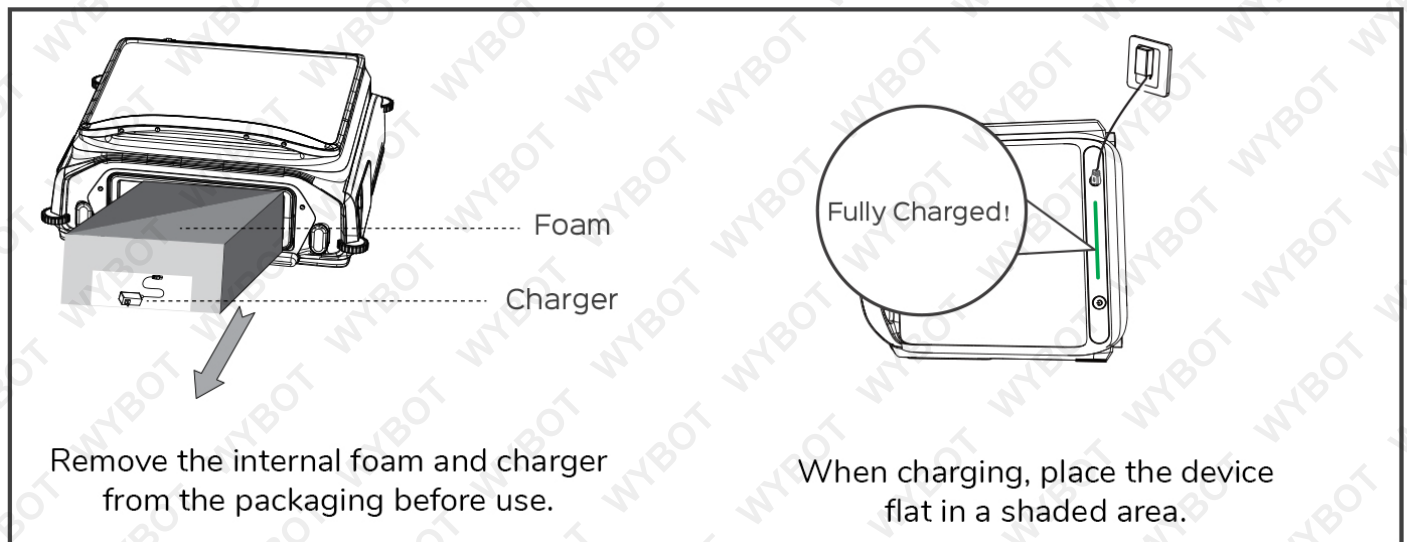 Foam
Charger
Remove the internal foam and charger
from the packaging before use.
Fully Charged!
When charging, place the device
flat in a shaded area.
WYBOT